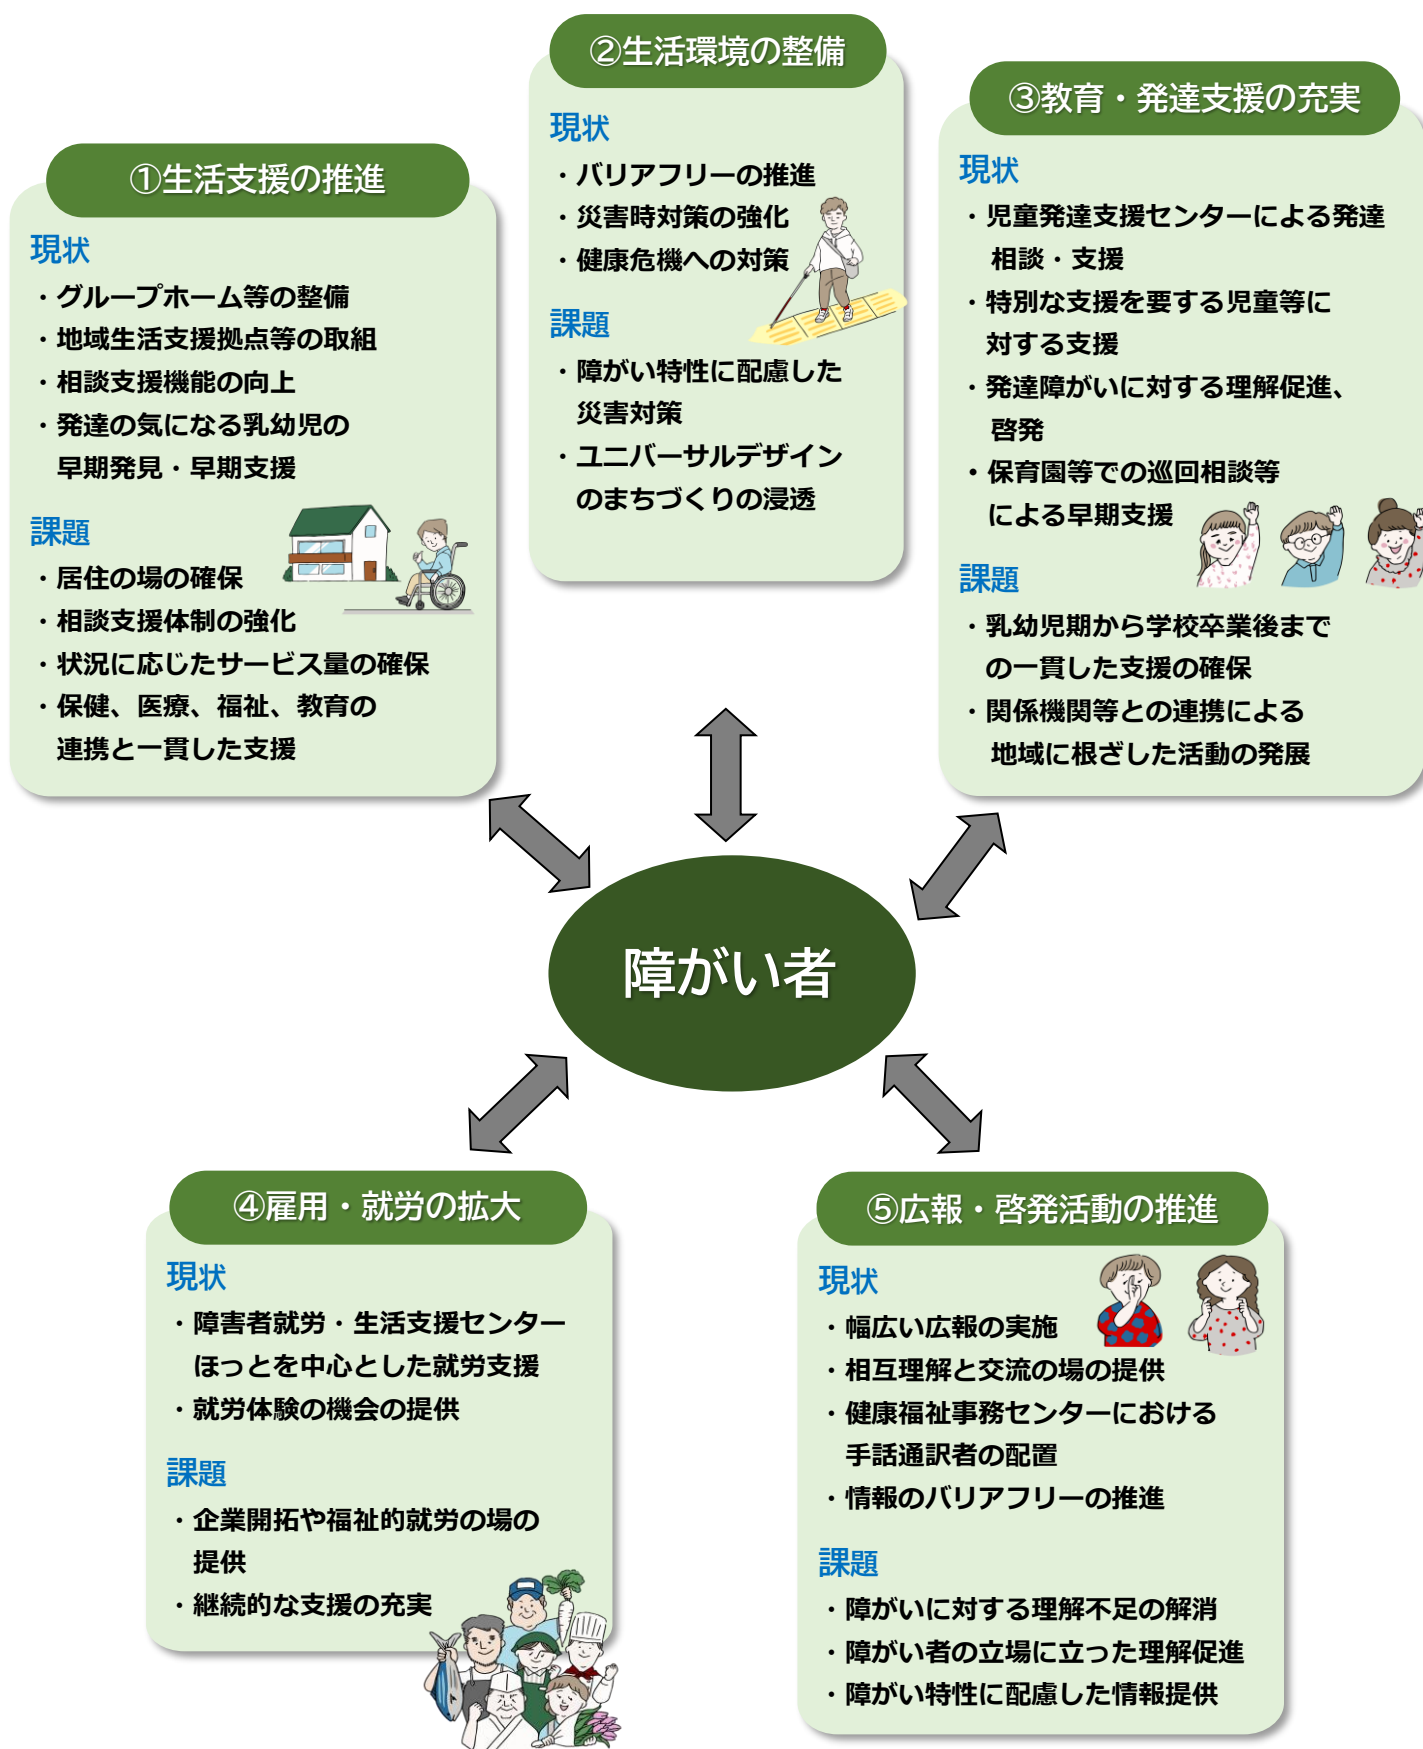 ①生活支援の推進
現状
・グループホーム等の整備
・地域生活支援拠点等の取組
・相談支援機能の向上
・発達の気になる乳幼児の
早期発見・早期支援
課題
・居住の場の確保
・相談支援体制の強化
・状況に応じたサービス量の確保
・保健、医療、福祉、教育の
連携と一貫した支援
②生活環境の整備
現状
・バリアフリーの推進
・災害時対策の強化
・健康危機への対策
課題
・障がい特性に配慮した
災害対策
・ユニバーサルデザイン
のまちづくりの浸透
③教育・発達支援の充実
現状
・児童発達支援センターによる発達
相談・支援
・特別な支援を要する児童等に
対する支援
・発達障がいに対する理解促進、
啓発
・保育園等での巡回相談等
による早期支援
課題
・乳幼児期から学校卒業後まで
の一貫した支援の確保
・関係機関等との連携による
地域に根ざした活動の発展
障がい者
④雇用・就労の拡大
現状
・障害者就労・生活支援センター
ほっとを中心とした就労支援
・就労体験の機会の提供
課題
・企業開拓や福祉的就労の場の
提供
・継続的な支援の充実
⑤広報・啓発活動の推進
現状
・幅広い広報の実施
・相互理解と交流の場の提供
・健康福祉事務センターにおける
手話通訳者の配置
・情報のバリアフリーの推進
課題
・障がいに対する理解不足の解消
・障がい者の立場に立った理解促進
・障がい特性に配慮した情報提供